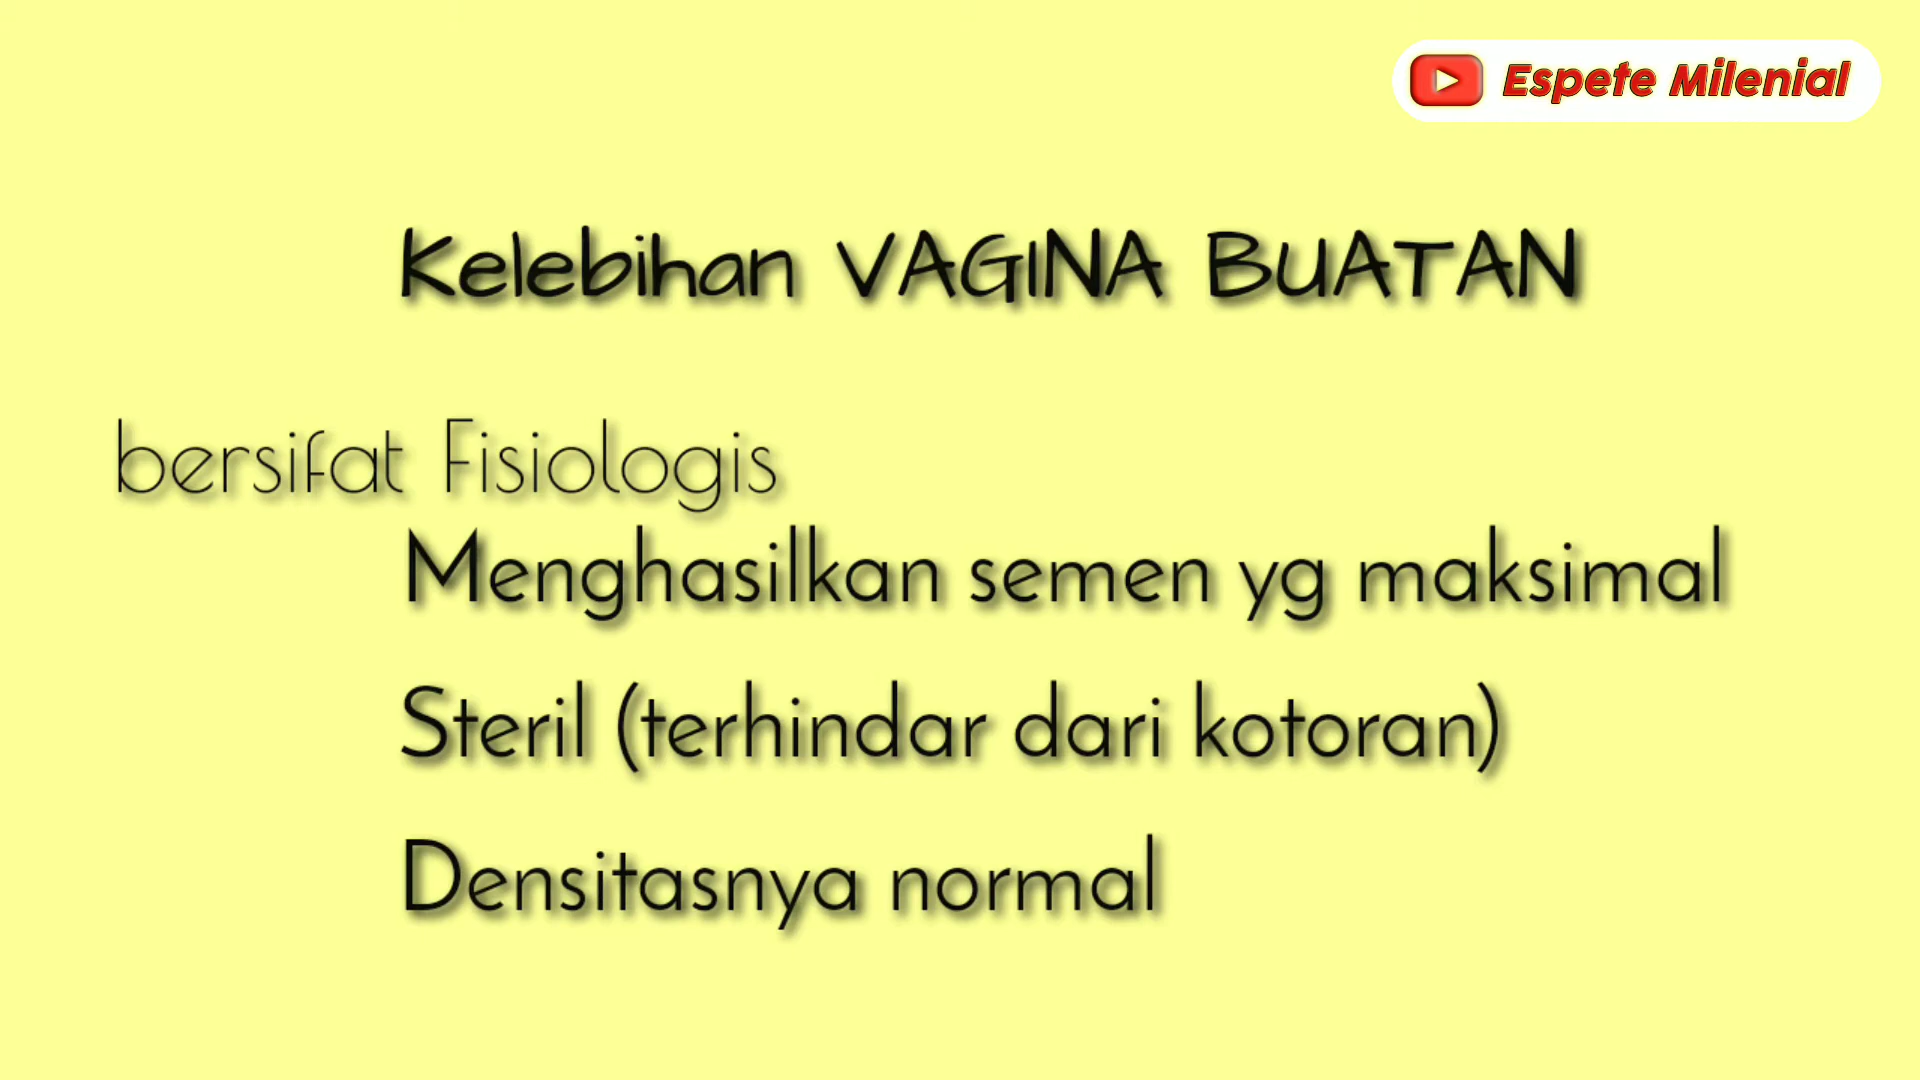 Espete Milenial
Kelebihan VAGINA BUATAN
bersifat Fisiologis
Menghasilkan semen yg maksimal
Steril (terhindar dari kotoran)
Densitasnya normal